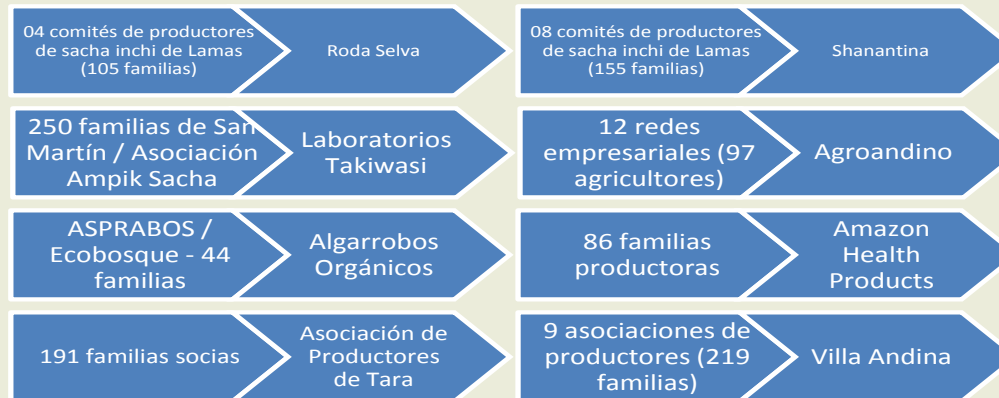 04 comités de productores
de sacha inchi de Lamas
(105 familias)
Roda Selva
08 comités de productores
de sacha inchi de Lamas
(155 familias)
Shanantina
250 familias de San
Martín / Asociación
Ampik Sacha
Laboratorios
Takiwasi
12 redes
empresariales (97
agricultores)
Agroandino
ASPRABOS /
Ecobosque - 44
familias
Algarrobos
Orgánicos
86 familias
productoras
Amazon
Health
Products
191 familias socias
Asociación de
Productores
de Tara
9 asociaciones de
productores (219
familias)
Villa Andina